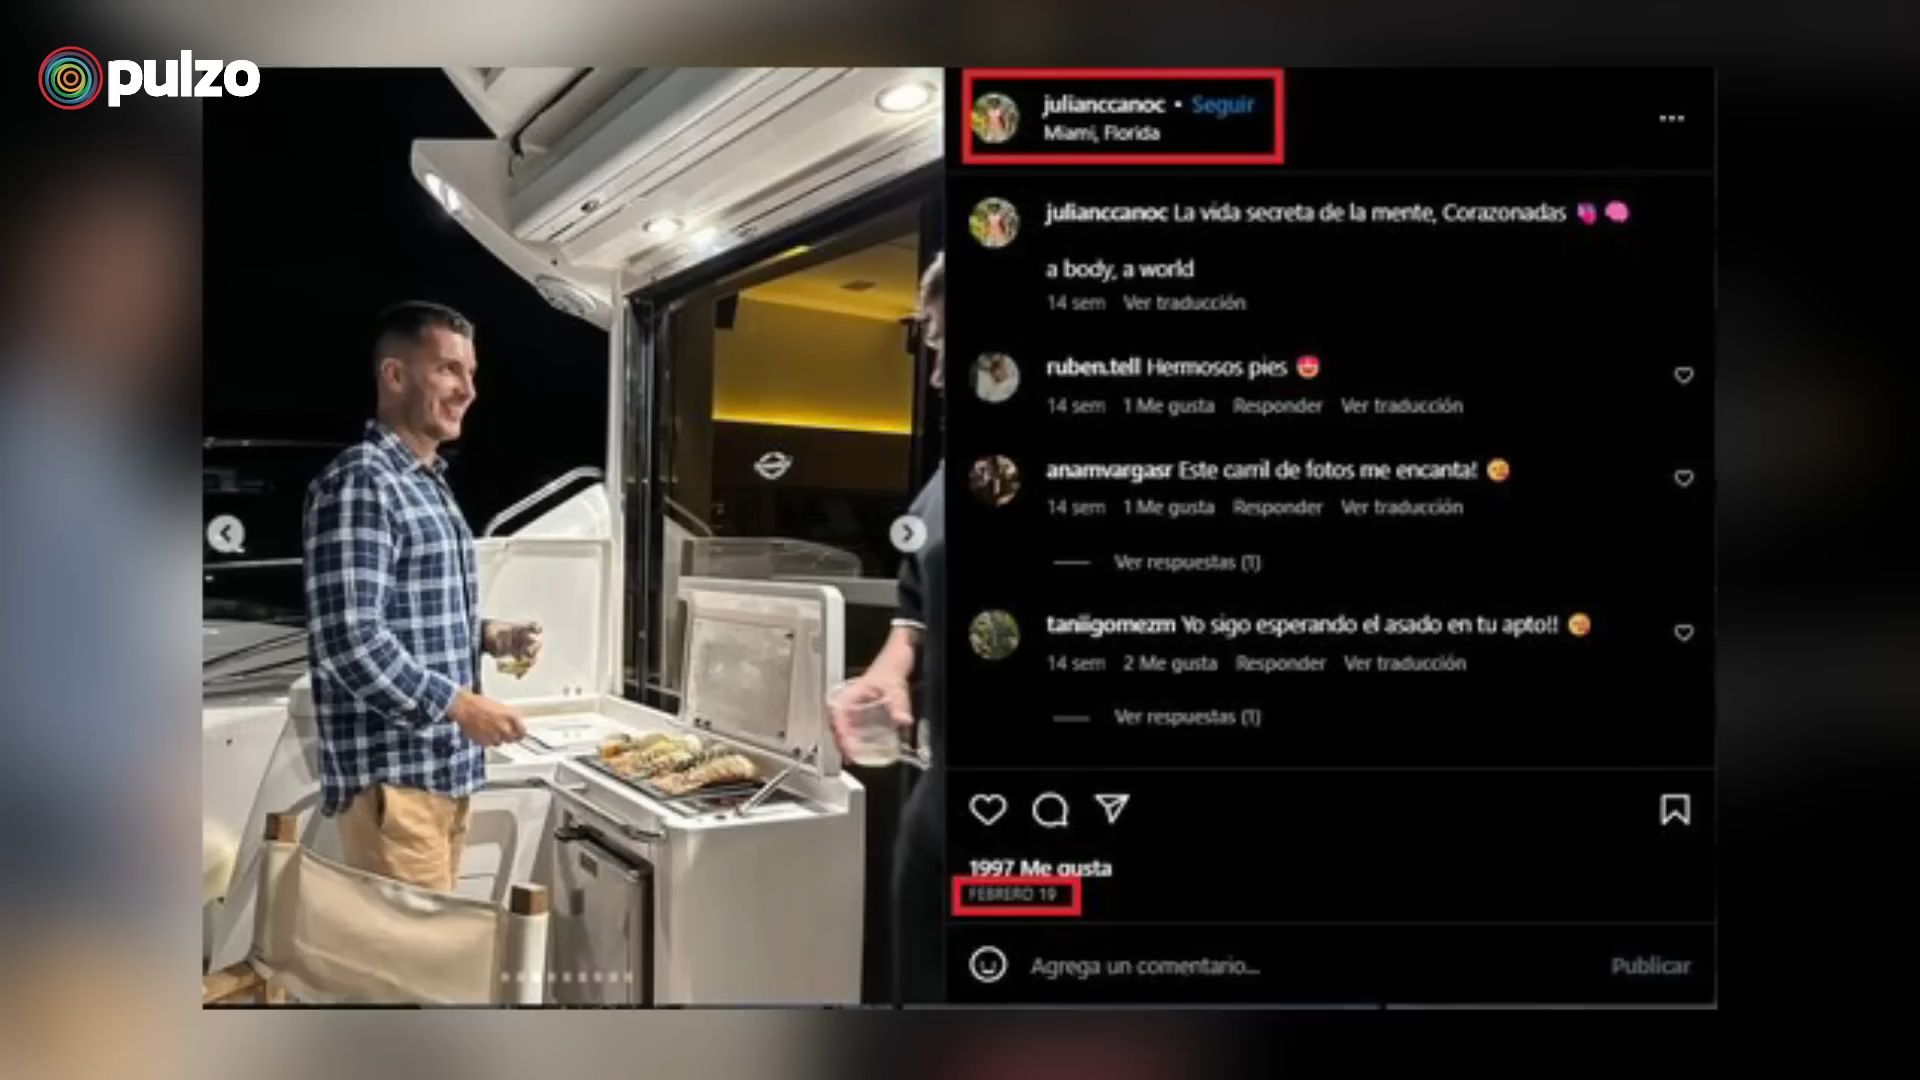 pulzo
julianccanoc • Seguir
Miami, Florida
julianccanoc La vida secreta de la mente, Corazonadas
a body, a world
14 sem Ver traducción
ruben.tell Hermosos pies
14 sem 1 Me gusta Responder Ver traducción
anamvargasr Este carril de fotos me encanta!
14 sem 1 Me gusta Responder Ver traducción
Ver respuestas (1)
taniigomezm Yo sigo esperando el asado en tu apto!!
14 sem 2 Me gusta Responder Ver traducción
Ver respuestas (1)
1997 Me gusta
FEBRERO 19
Agrega un comentario...
Publicar